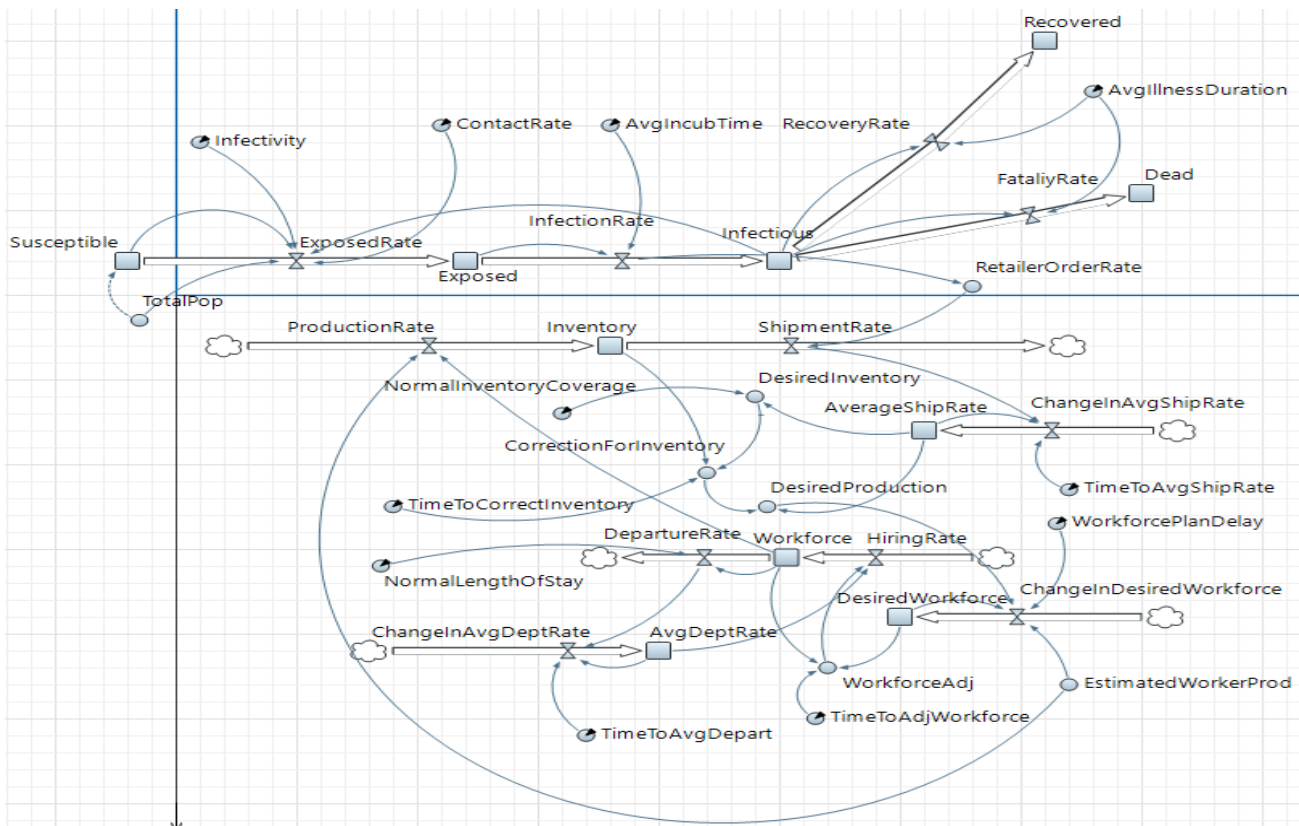 Recovered
AvgIllnessDuration
ContactRate
AvgIncubTime
RecoveryRate
Infectivity
Dead
FataliyRate
InfectionRate
Infectious
Susceptible
ExposedRate
Exposed
RetailerOrderRate
TotalPop
ProductionRate
Inventory
ShipmentRate
NormalInventoryCoverage
DesiredInventory
AverageShipRate
ChangeInAvgShipRate
CorrectionForInventory
DesiredProduction
TimeToAvgShipRate
TimeToCorrectInventory
WorkforcePlanDelay
DepartureRate
Workforce
HiringRate
NormalLengthOfStay
ChangeInDesiredWorkforce
DesiredWorkforce
ChangeInAvgDeptRate
AvgDeptRate
WorkforceAdj
EstimatedWorkerProd
TimeToAdjWorkforce
TimeToAvgDepart